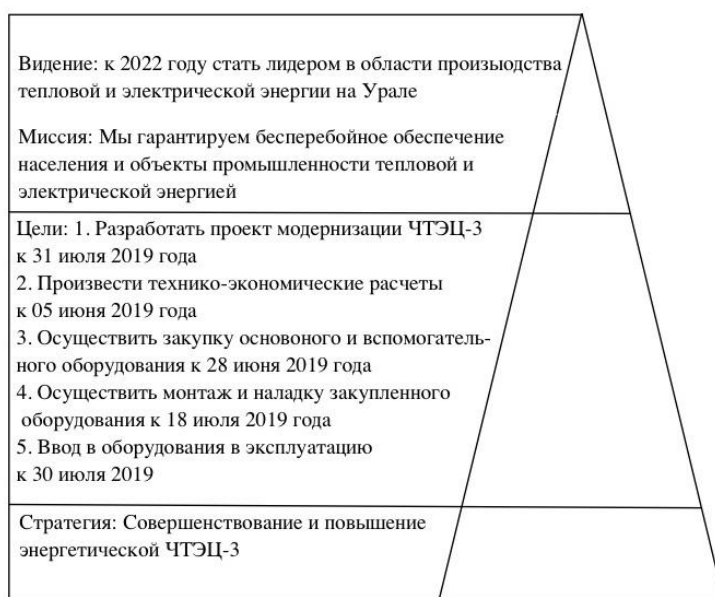 Видение: к 2022 году стать лидером в области произыодства
тепловой и электрической энергии на Урале
Миссия: Мы гарантируем бесперебойное обеспечение
населения и объекты промышленности тепловой и
электрической энергией
Цели: 1. Разработать проект модернизации ЧТЭЦ-3
к 31 июля 2019 года
2. Произвести технико-экономические расчеты
к 05 июня 2019 года
3. Осуществить закупку основоного и вспомогатель-
ного оборудования к 28 июня 2019 года
4. Осуществить монтаж и наладку закупленного
оборудования к 18 июля 2019 года
5. Ввод в оборудования в эксплуатацию
к 30 июля 2019
Стратегия: Совершенствование и повышение
энергетической ЧТЭЦ-3